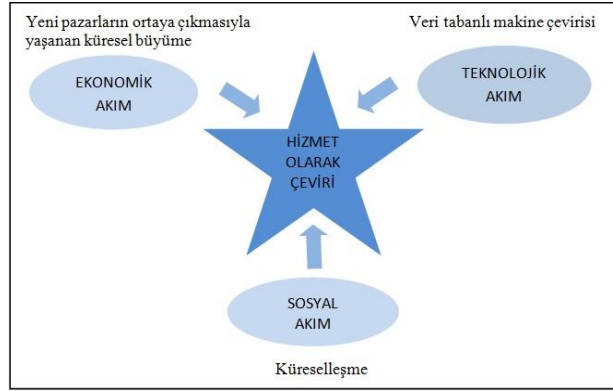 Yeni pazarların ortaya çıkmasıyla
yaşanan küresel büyüme
Veri tabanlı makine çevirisi
EKONOMİK
AKIM
TEKNOLOJİK
AKIM
HİZMET
OLARAK
ÇEVİRİ
SOSYAL
AKIM
Küreselleşme